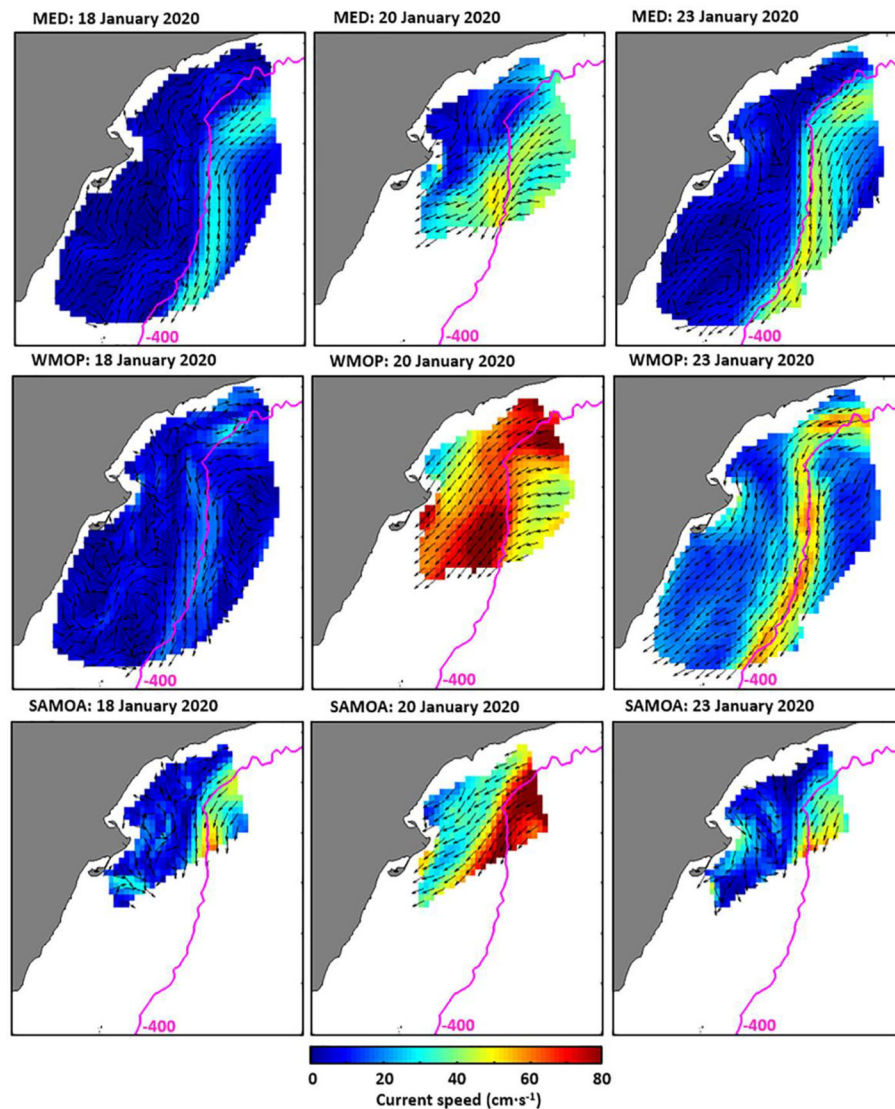 MED: 18 January 2020 MED: 20 January 2020 MED: 23 January 2020
-400 -400
WMOP: 18 January 2020 WMOP: 20 January 2020 WMOP: 23 January 2020
-400 -400 -400
SAMOA: 18 January 2020 SAMOA: 20 January 2020 SAMOA: 23 January 2020
-400 -400 -400
0 20 40 60 80
Current speed (cm·s⁻¹)